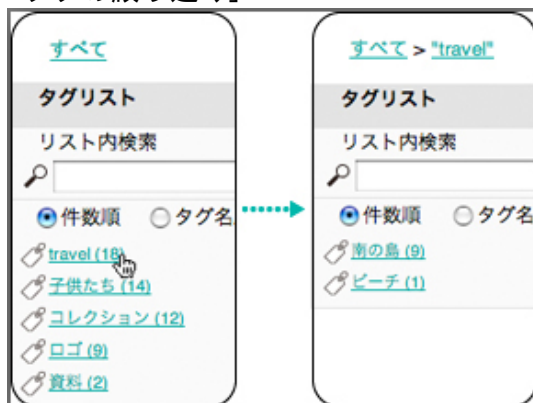 すべて
タグリスト
リスト内検索
件数順 タグ名
travel (18)
子供たち (14)
コレクション (12)
ロゴ (9)
資料 (2)
すべて > "travel"
タグリスト
リスト内検索
件数順 タグ名
南の島 (9)
ビーチ (1)